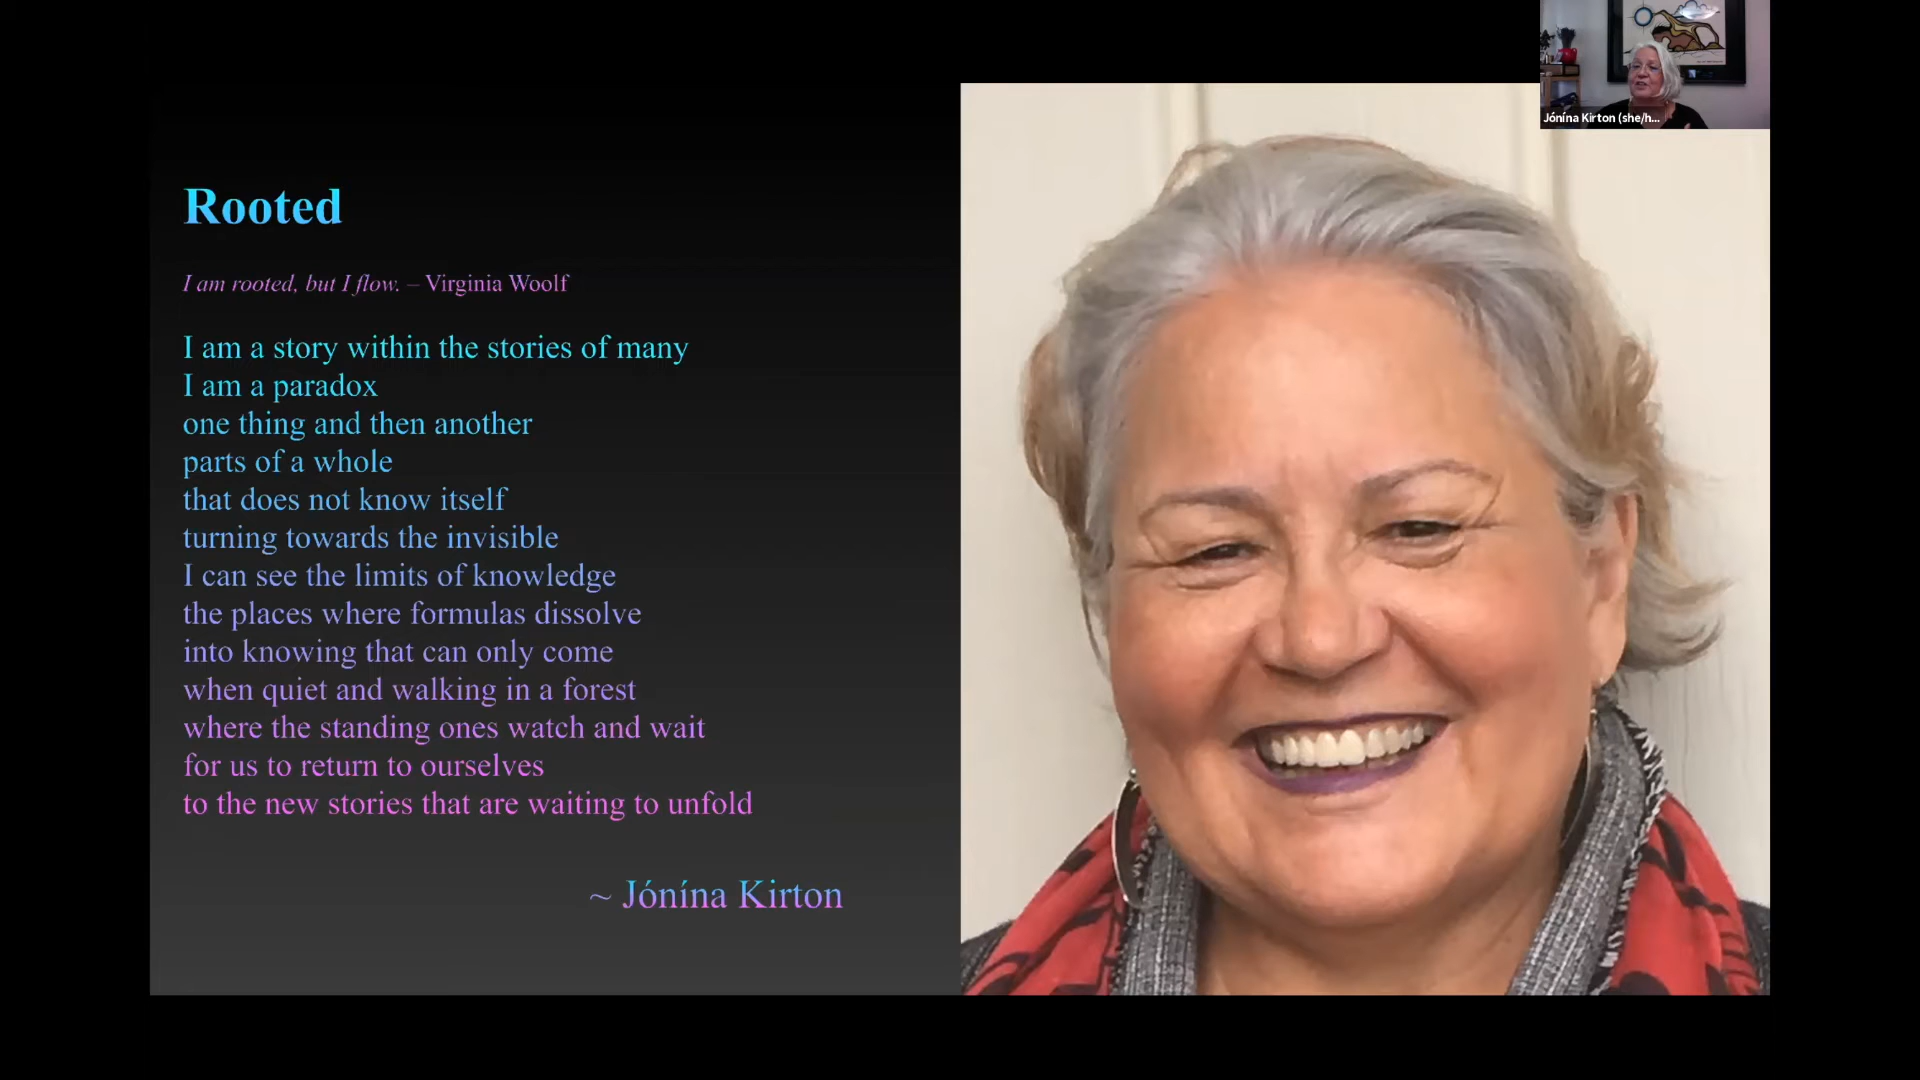 Jónína Kirton (she/h...
Rooted
I am rooted, but I flow. – Virginia Woolf
I am a story within the stories of many
I am a paradox
one thing and then another
parts of a whole
that does not know itself
turning towards the invisible
I can see the limits of knowledge
the places where formulas dissolve
into knowing that can only come
when quiet and walking in a forest
where the standing ones watch and wait
for us to return to ourselves
to the new stories that are waiting to unfold
~ Jónína Kirton